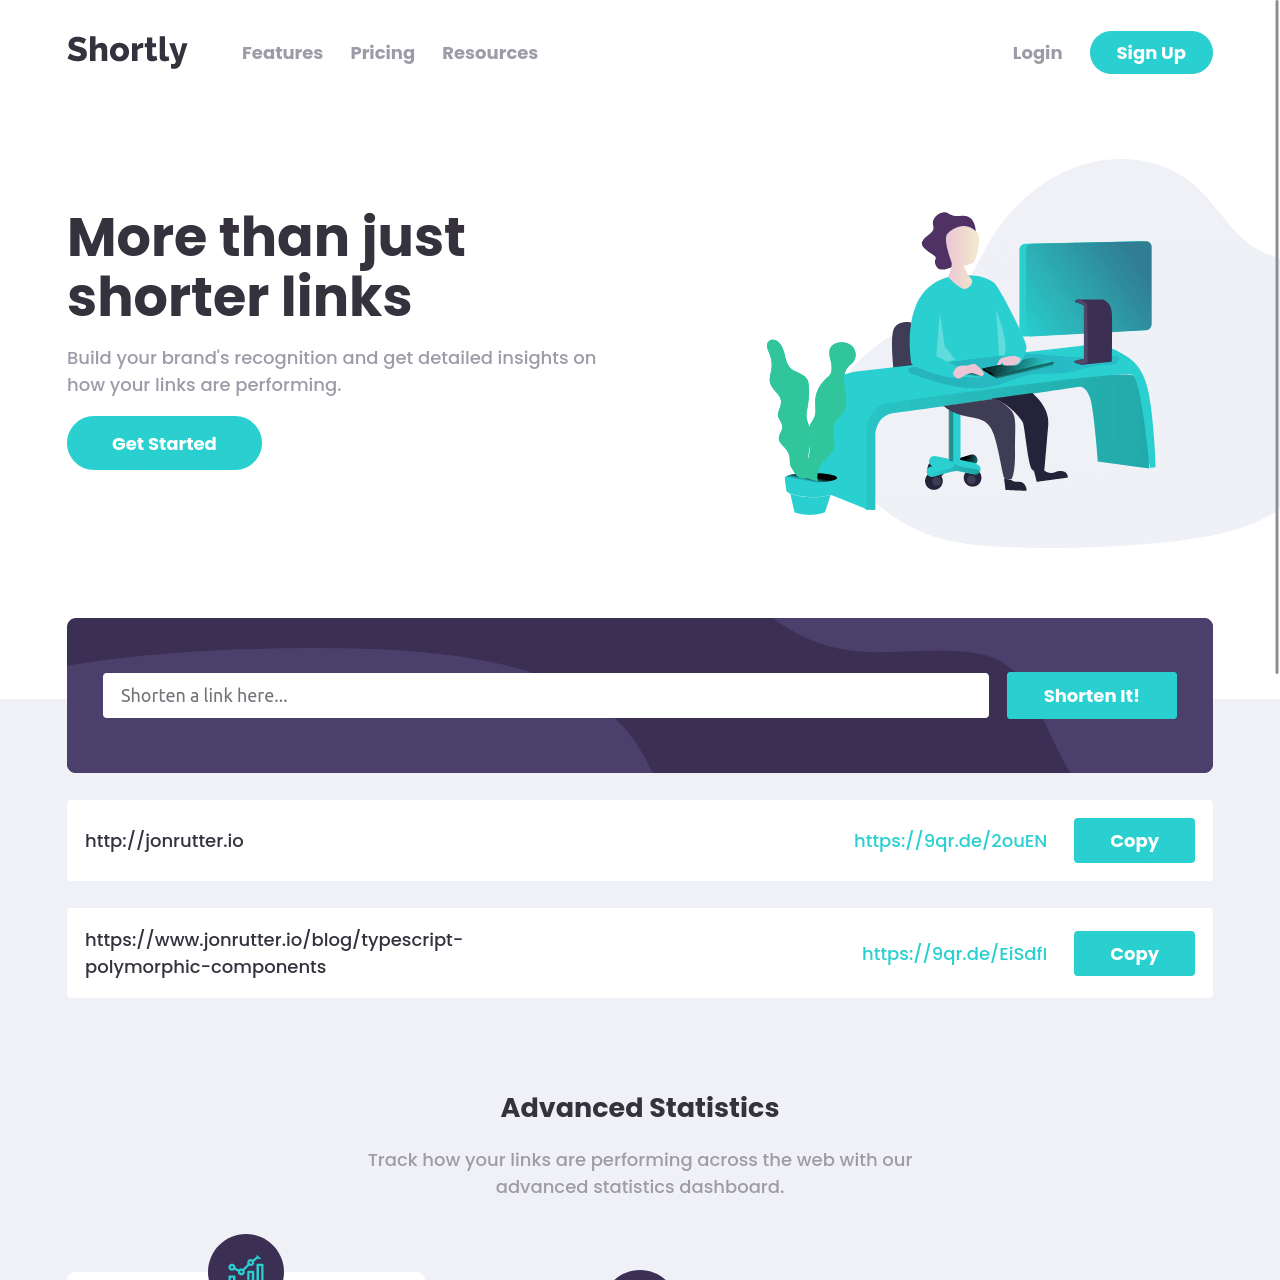 Shortly
Features Pricing Resources
Login
Sign Up
More than just
shorter links
Build your brand's recognition and get detailed insights on
how your links are performing.
Get Started
Shorten a link here...
Shorten It!
http://jonrutter.io
https://9qr.de/2ouEN
Copy
https://www.jonrutter.io/blog/typescript-
polymorphic-components
https://9qr.de/EiSdfI
Copy
Advanced Statistics
Track how your links are performing across the web with our
advanced statistics dashboard.